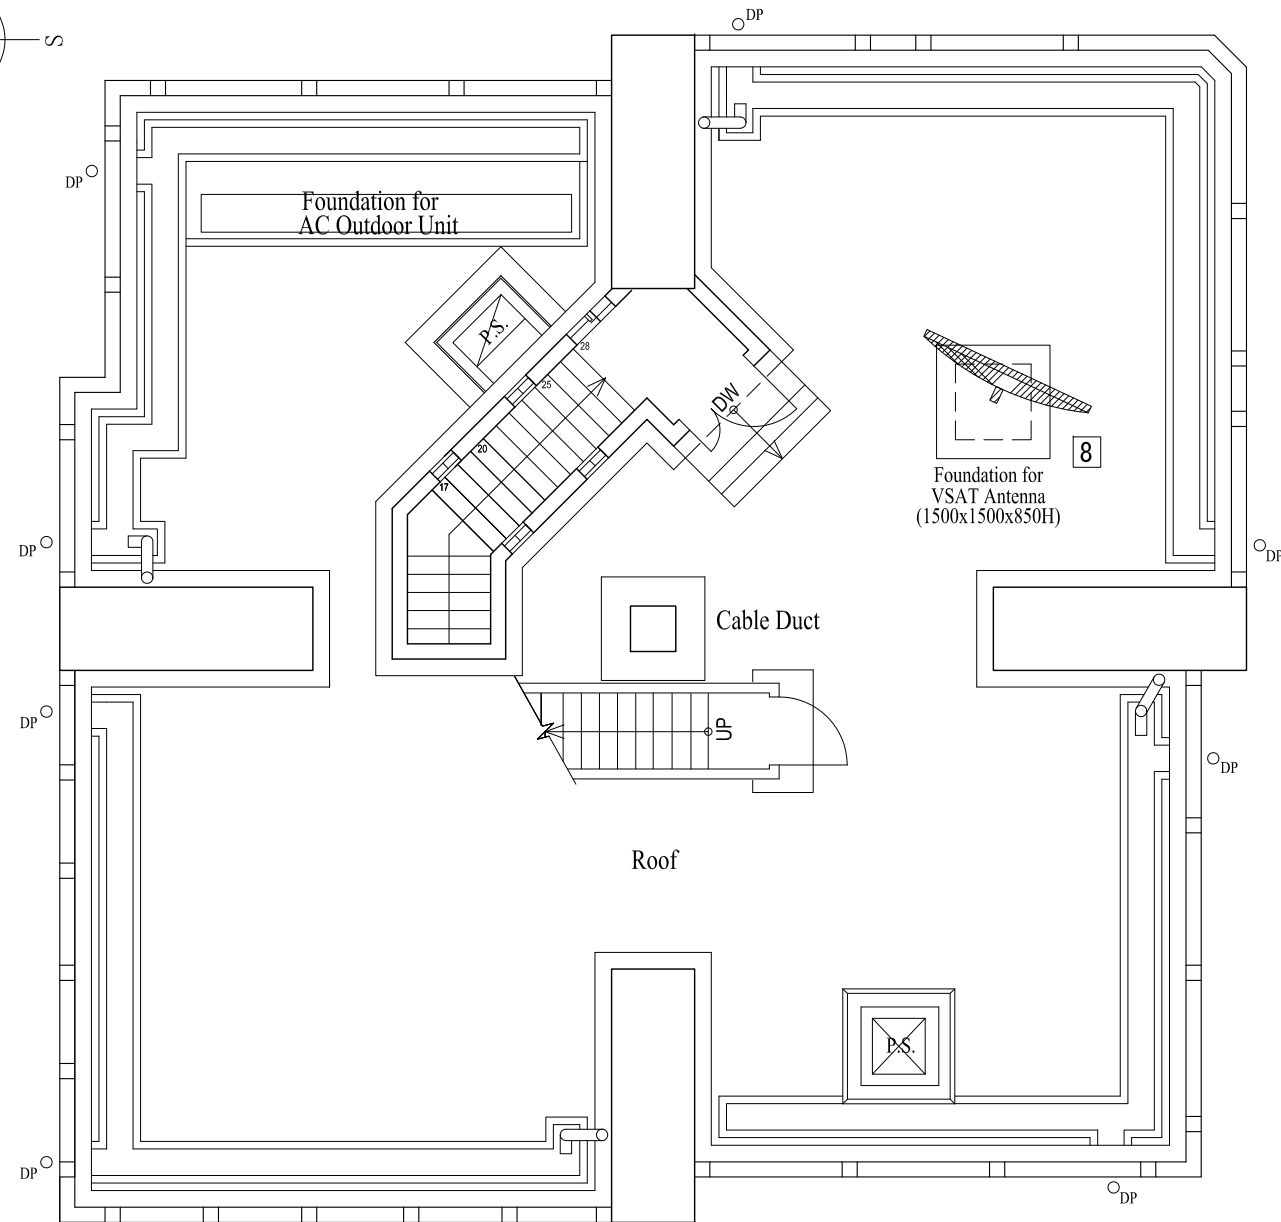 DP
S
DP
Foundation for
AC Outdoor Unit
P.S.
28
25
DW
20
17
8
Foundation for
VSAT Antenna
(1500x1500x850H)
DP
DP
Cable Duct
DP
UP
DP
Roof
P.S.
DP
DP